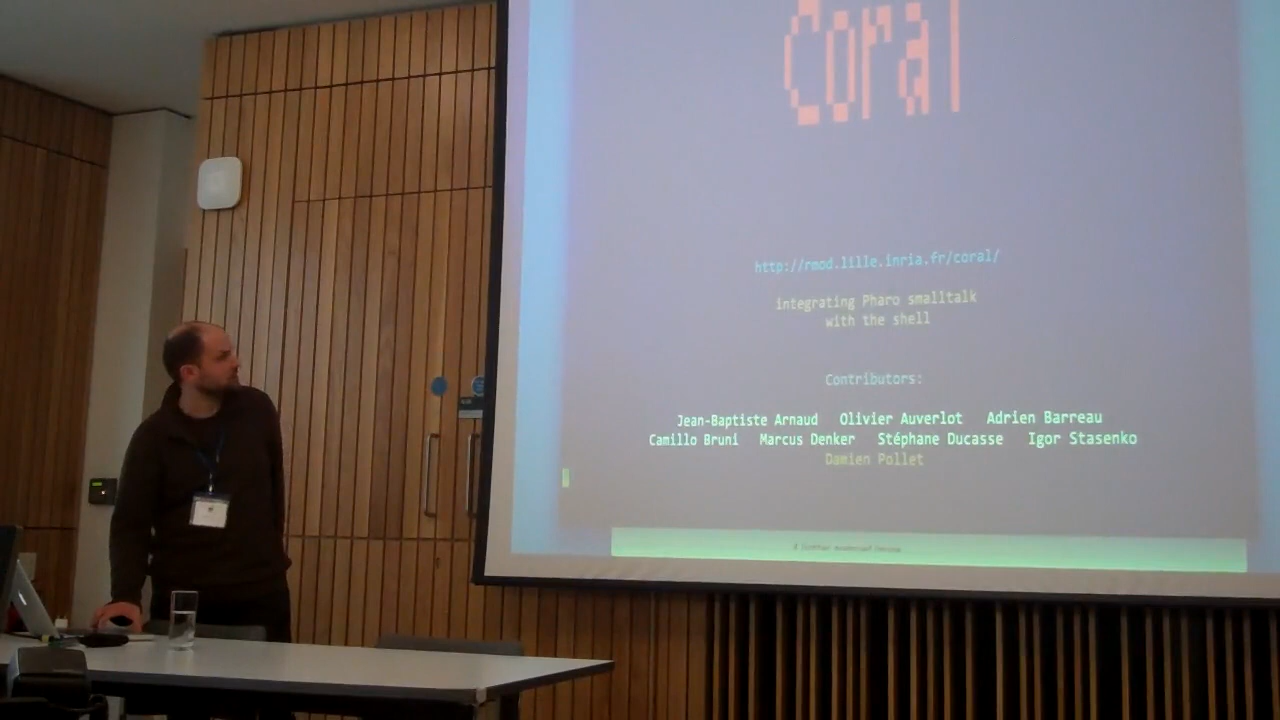 Coral
http://rmod.lille.inria.fr/coral/
integrating Pharo smalltalk
with the shell
Contributors:
Jean-Baptiste Arnaud Olivier Auverlot Adrien Barreau
Camillo Bruni Marcus Denker Stéphane Ducasse Igor Stasenko
Damien Pollet